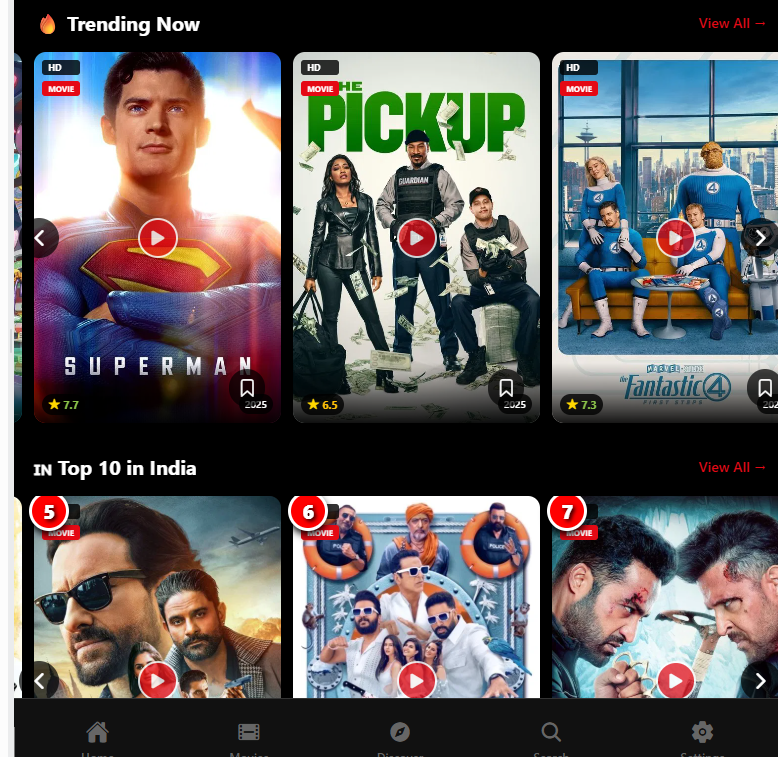 Trending Now
View All →
HD
MOVIE
SUPERMAN
7.7
2025
HD
MOVIE
THE
PiCKUP
GUARDIAN
6.5
2025
HD
MOVIE
4
MARVEL STUDIOS
the Fantastic 4
FIRST STEPS
7.3
IN Top 10 in India
View All →
5
MOVIE
6
MOVIE
POLICE
7
MOVIE
Home
Movies
Discover
Search
Settings